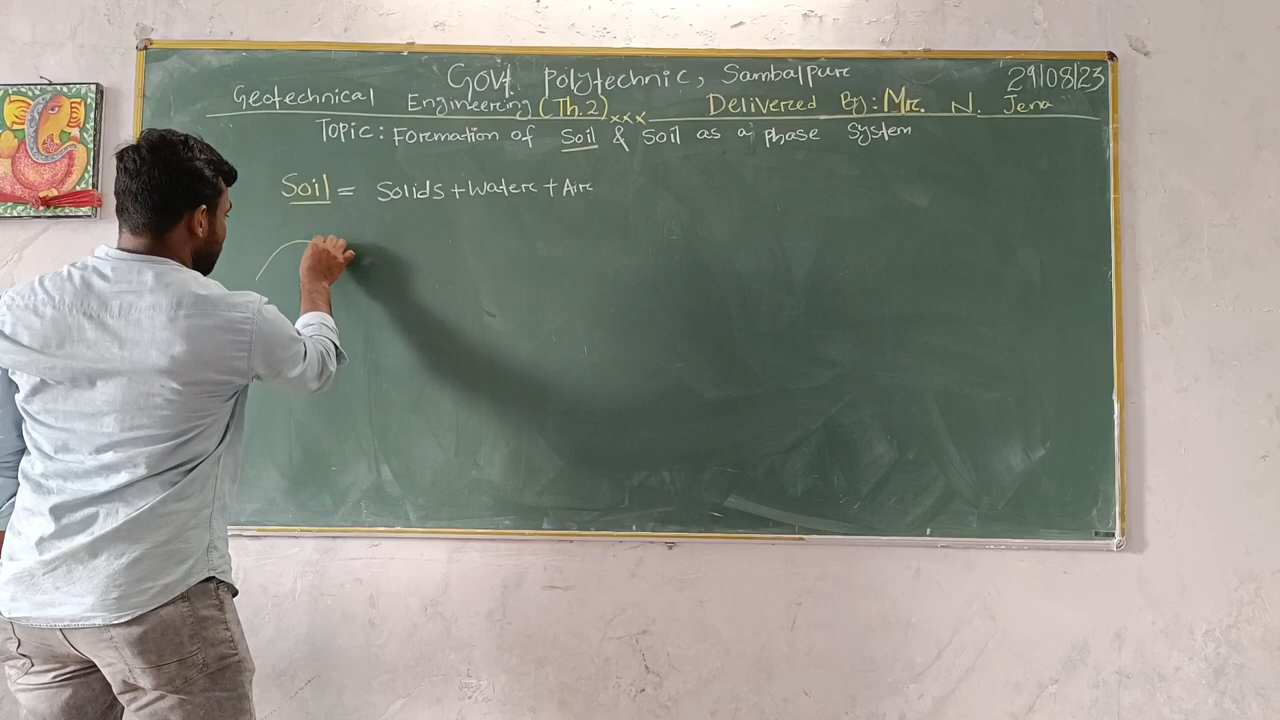 Govt. Polytechnic, Sambalpur 29/08/23
Geotechnical Engineering (Th.2) xxx Delivered By: Mr. N. Jena
Topic: Formation of Soil & Soil as a phase System
Soil = Solids + Water + Air